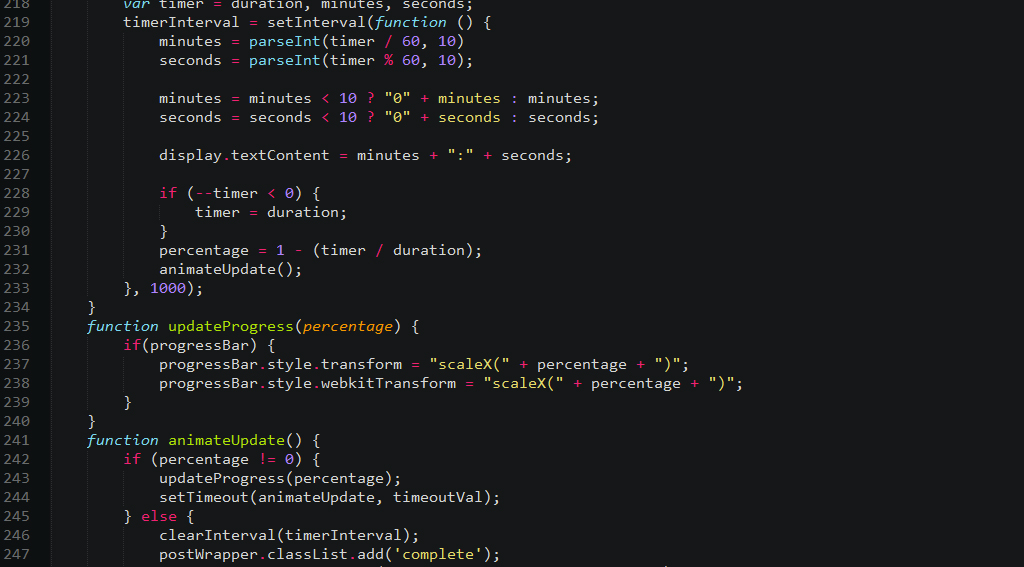 218 var timer = duration, minutes, seconds;
219 timerInterval = setInterval(function () {
220 minutes = parseInt(timer / 60, 10)
221 seconds = parseInt(timer % 60, 10);
222
223 minutes = minutes < 10 ? "0" + minutes : minutes;
224 seconds = seconds < 10 ? "0" + seconds : seconds;
225
226 display.textContent = minutes + ":" + seconds;
227
228 if (--timer < 0) {
229 timer = duration;
230 }
231 percentage = 1 - (timer / duration);
232 animateUpdate();
233 }, 1000);
234 }
235 function updateProgress(percentage) {
236 if(progressBar) {
237 progressBar.style.transform = "scaleX(" + percentage + ")";
238 progressBar.style.webkitTransform = "scaleX(" + percentage + ")";
239 }
240 }
241 function animateUpdate() {
242 if (percentage != 0) {
243 updateProgress(percentage);
244 setTimeout(animateUpdate, timeoutVal);
245 } else {
246 clearInterval(timerInterval);
247 postWrapper.classList.add('complete');